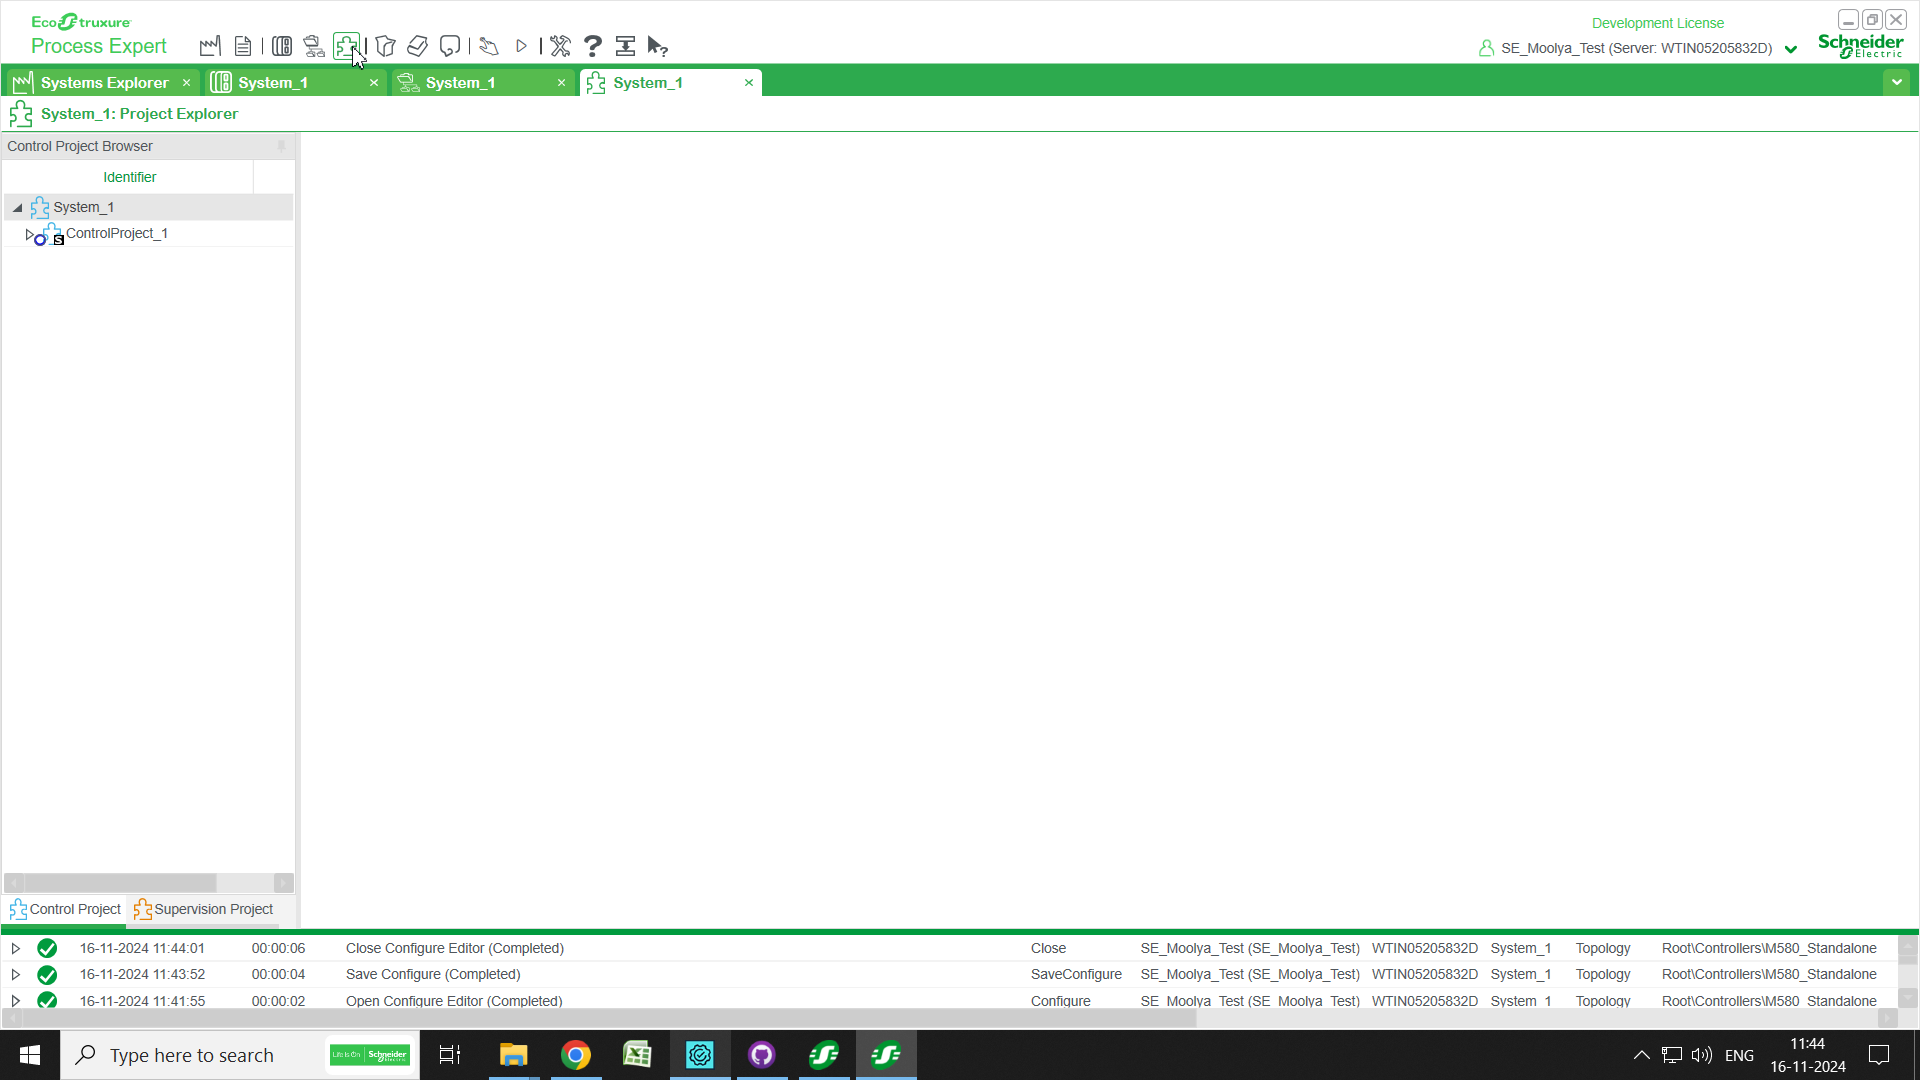 EcoStruxure
Process Expert
Development License
SE_Moolya_Test (Server: WTIN05205832D)
Schneider
Electric
Systems Explorer
System_1
System_1
System_1
System_1: Project Explorer
Control Project Browser
Identifier
System_1
ControlProject_1
Control Project
Supervision Project
16-11-2024 11:44:01 00:00:06 Close Configure Editor (Completed) Close SE_Moolya_Test (SE_Moolya_Test) WTIN05205832D System_1 Topology Root\Controllers\M580_Standalone
16-11-2024 11:43:52 00:00:04 Save Configure (Completed) SaveConfigure SE_Moolya_Test (SE_Moolya_Test) WTIN05205832D System_1 Topology Root\Controllers\M580_Standalone
16-11-2024 11:41:55 00:00:02 Open Configure Editor (Completed) Configure SE_Moolya_Test (SE_Moolya_Test) WTIN05205832D System_1 Topology Root\Controllers\M580_Standalone
Type here to search
Life Is On | Schneider Electric
ENG
11:44
16-11-2024